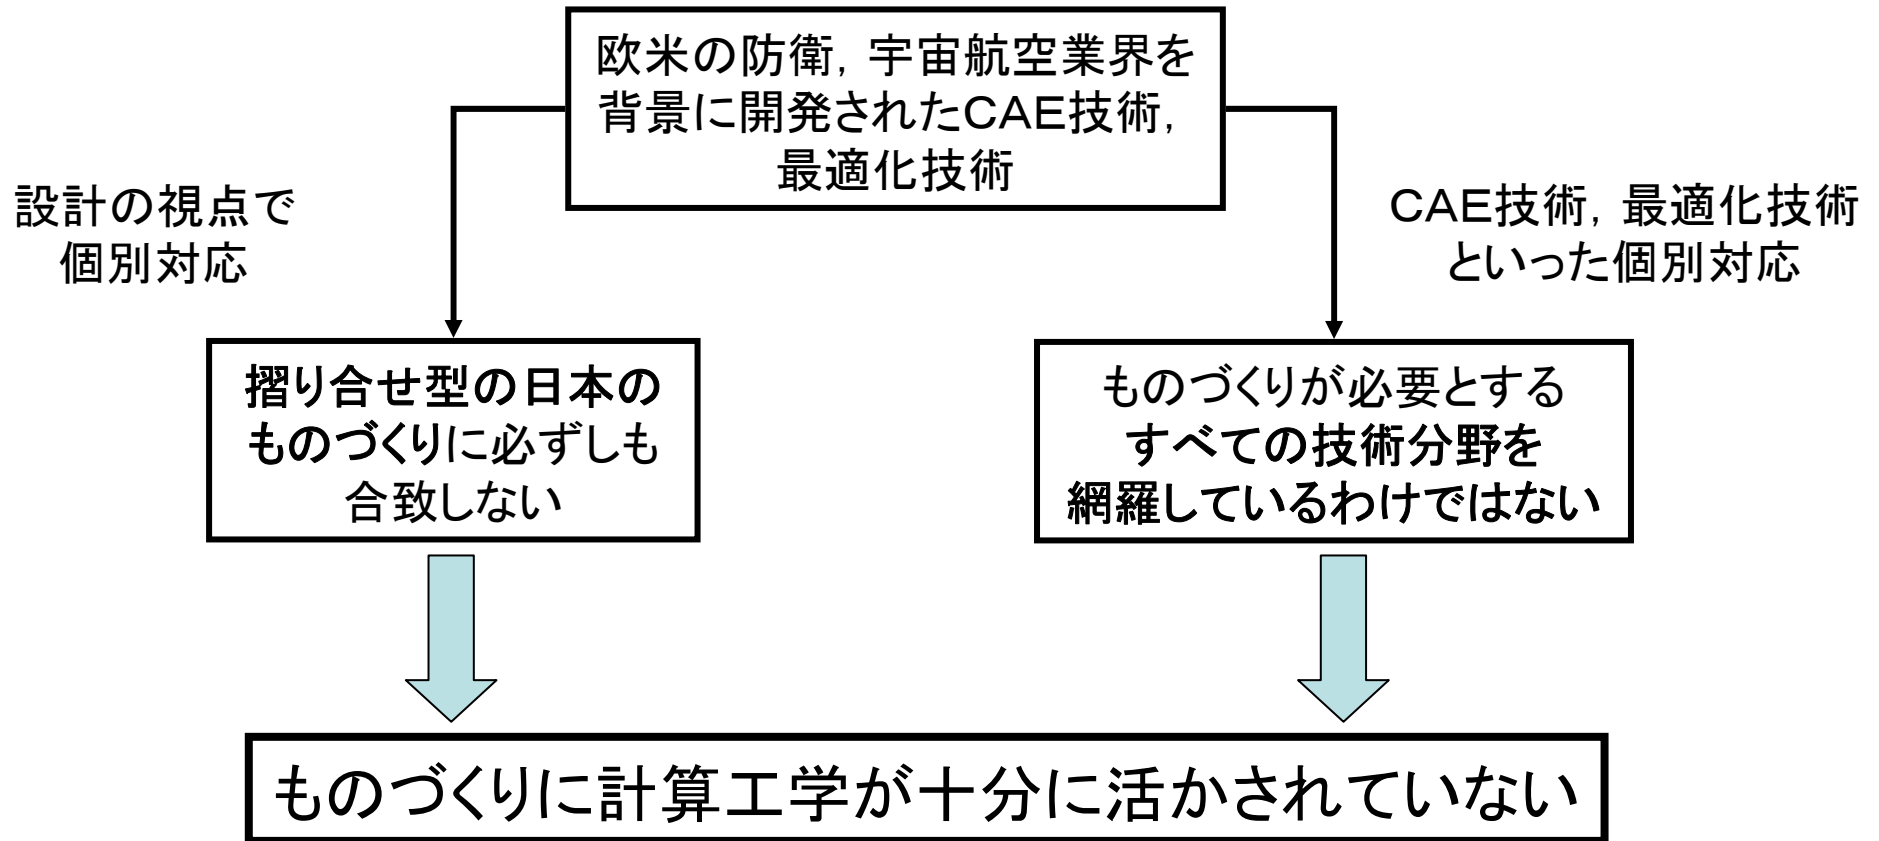 欧米の防衛，宇宙航空業界を
背景に開発されたCAE技術，
最適化技術
設計の視点で
個別対応
CAE技術，最適化技術
といった個別対応
摺り合せ型の日本の
ものづくりに必ずしも
合致しない
ものづくりが必要とする
すべての技術分野を
網羅しているわけではない
ものづくりに計算工学が十分に活かされていない